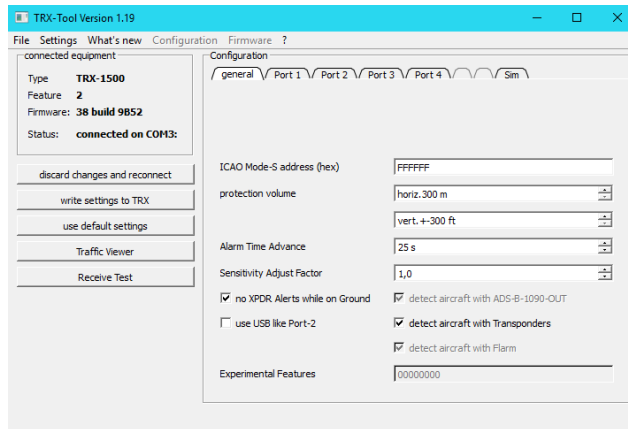 TRX-Tool Version 1.19
File Settings What's new Configuration Firmware ?
connected equipment
Type TRX-1500
Feature 2
Firmware: 38 build 9B52
Status: connected on COM3:
discard changes and reconnect
write settings to TRX
use default settings
Traffic Viewer
Receive Test
Configuration
general Port 1 Port 2 Port 3 Port 4 Sim
ICAO Mode-S address (hex) FFFFFF
protection volume horiz.300 m
vert.+-300 ft
Alarm Time Advance 25 s
Sensitivity Adjust Factor 1,0
no XPDR Alerts while on Ground detect aircraft with ADS-B-1090-OUT
use USB like Port-2 detect aircraft with Transponders
detect aircraft with Flarm
Experimental Features 00000000